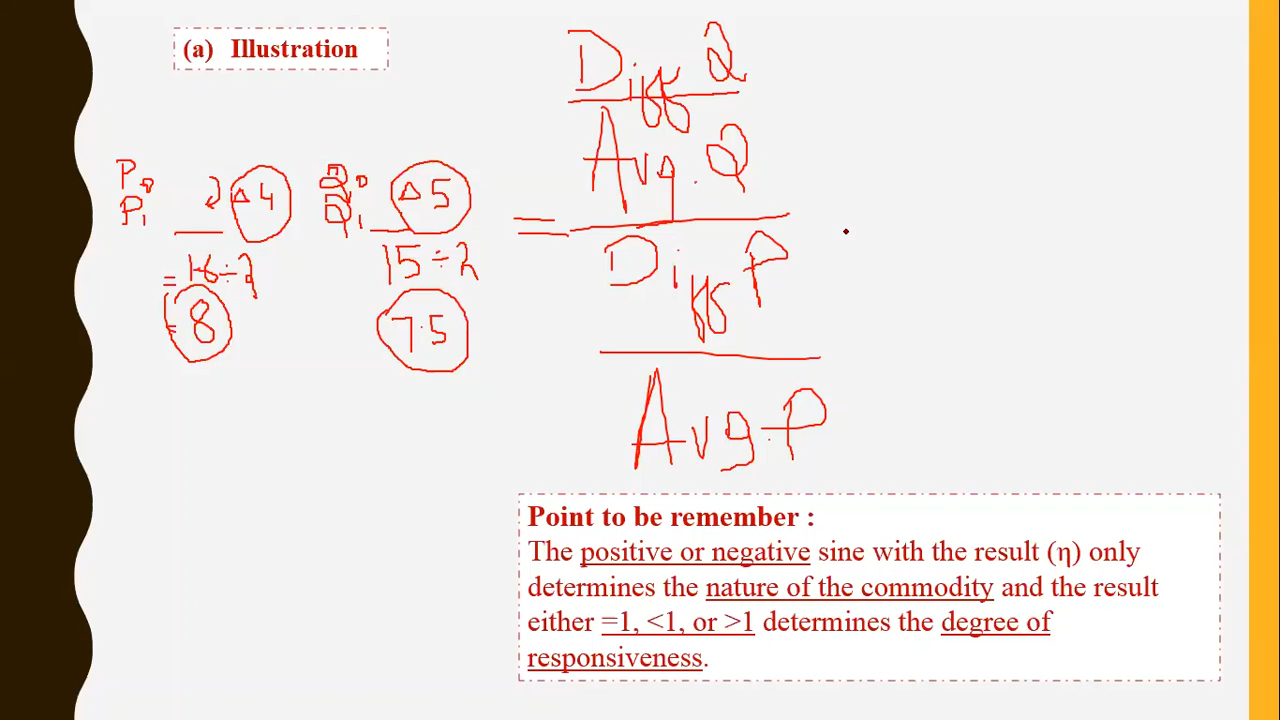 (a) Illustration
Diff Q
Avg. Q
P₀ Δ4 Q₀ Δ5
P₁ Q₁
= 16÷2 15÷2
= 8 7.5
=
Diff P
Avg. P
Point to be remember :
The positive or negative sine with the result (η) only
determines the nature of the commodity and the result
either =1, <1, or >1 determines the degree of
responsiveness.